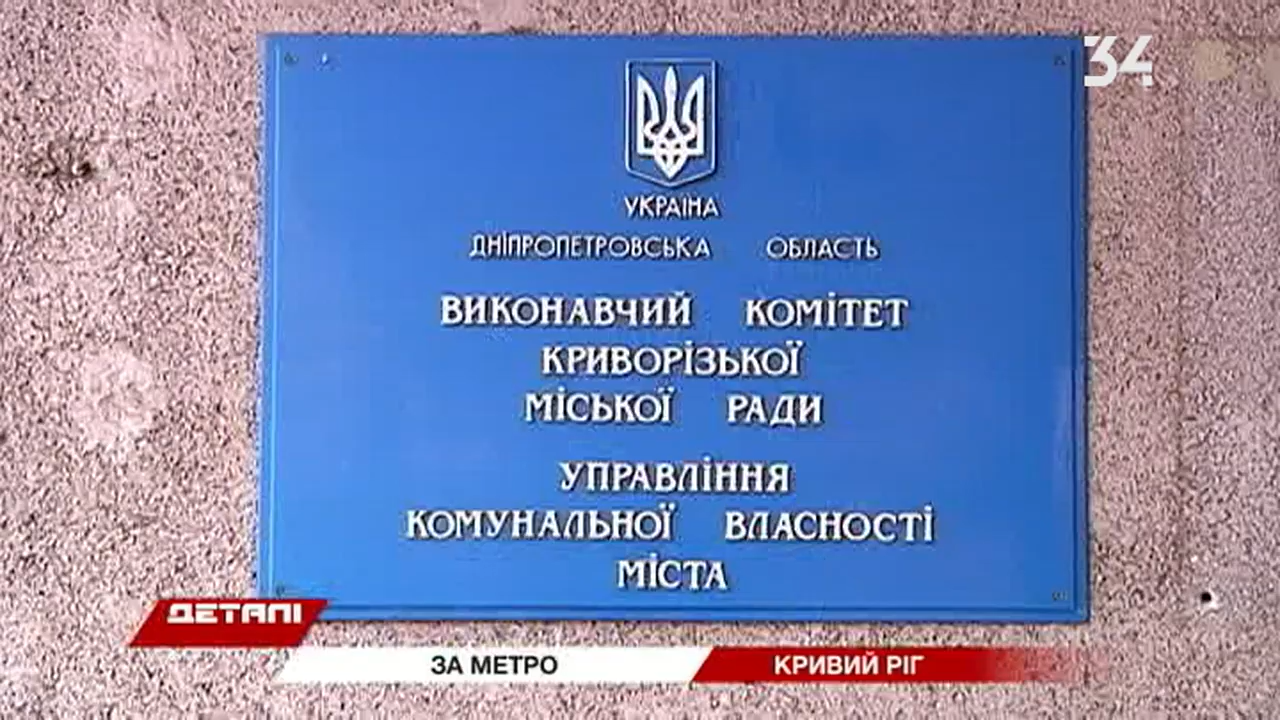 34
УКРАЇНА
ДНІПРОПЕТРОВСЬКА ОБЛАСТЬ
ВИКОНАВЧИЙ КОМІТЕТ
КРИВОРІЗЬКОЇ
МІСЬКОЇ РАДИ
УПРАВЛІННЯ
КОМУНАЛЬНОЇ ВЛАСНОСТІ
МІСТА
ДЕТАЛІ
ЗА МЕТРО
КРИВИЙ РІГ